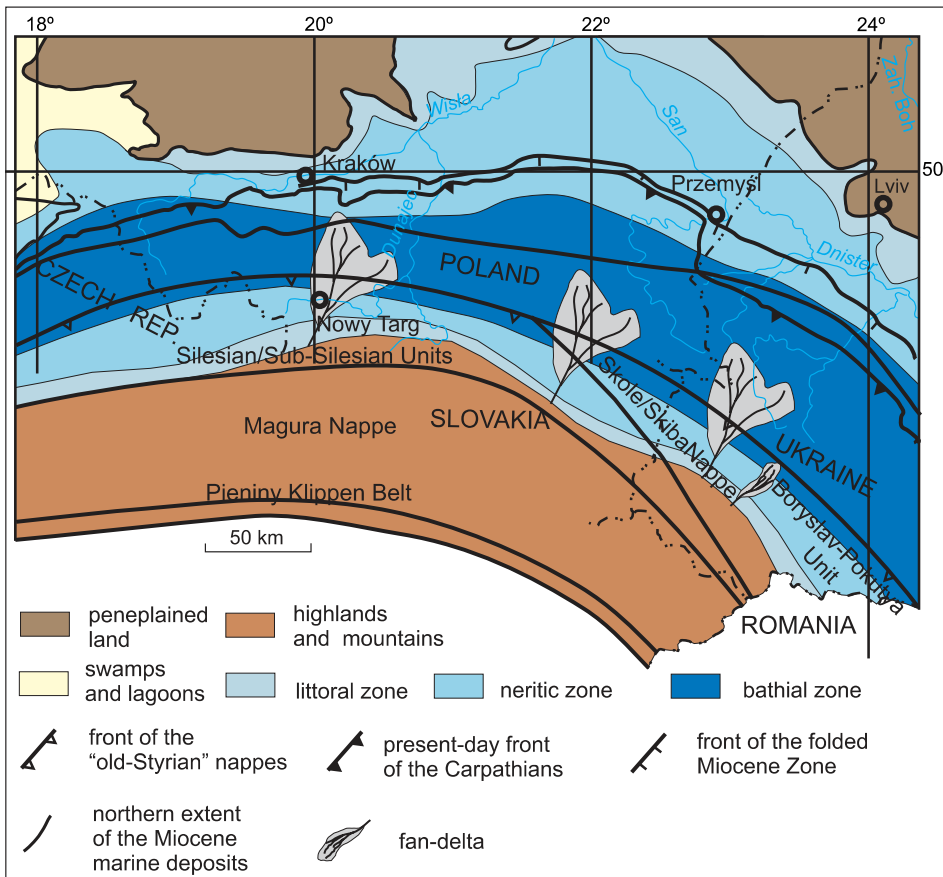 18º 20º 22º 24º
Zah. Boh
Wisła
San
Kraków
50
Przemyśl
Lviv
Dunajec
Dnister
POLAND
CZECH
REP.
Nowy Targ
Silesian/Sub-Silesian Units
Skole/SkibaNappe
SLOVAKIA
Magura Nappe
UKRAINE
Pieniny Klippen Belt
Boryslav-Pokutya
Unit
50 km
ROMANIA
peneplained
land
highlands
and mountains
swamps
and lagoons
littoral zone
neritic zone
bathial zone
front of the
“old-Styrian” nappes
present-day front
of the Carpathians
front of the folded
Miocene Zone
northern extent
of the Miocene
marine deposits
fan-delta